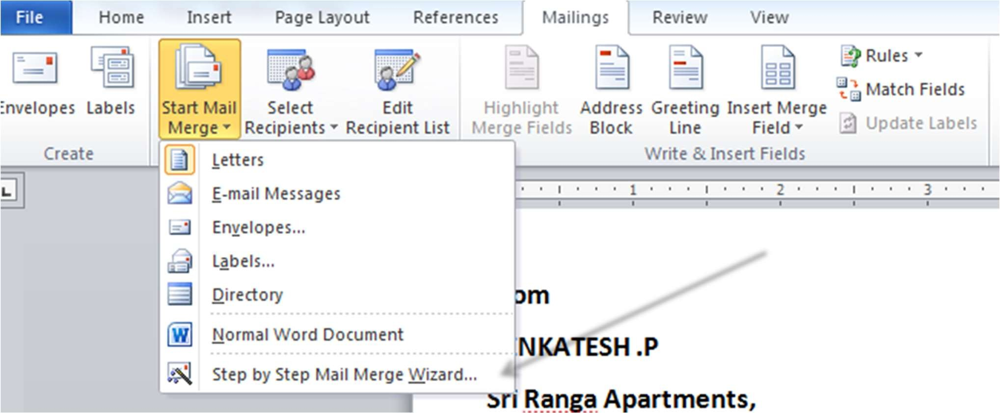 File Home Insert Page Layout References Mailings Review View
Envelopes Labels
Start Mail Merge
Select Recipients
Edit Recipient List
Highlight Merge Fields
Address Block
Greeting Line
Insert Merge Field
Rules
Match Fields
Update Labels
Create
Write & Insert Fields
Letters
E-mail Messages
Envelopes...
Labels...
Directory
Normal Word Document
Step by Step Mail Merge Wizard...
L
1 2 3
om
NKATESH .P
Sri Ranga Apartments,